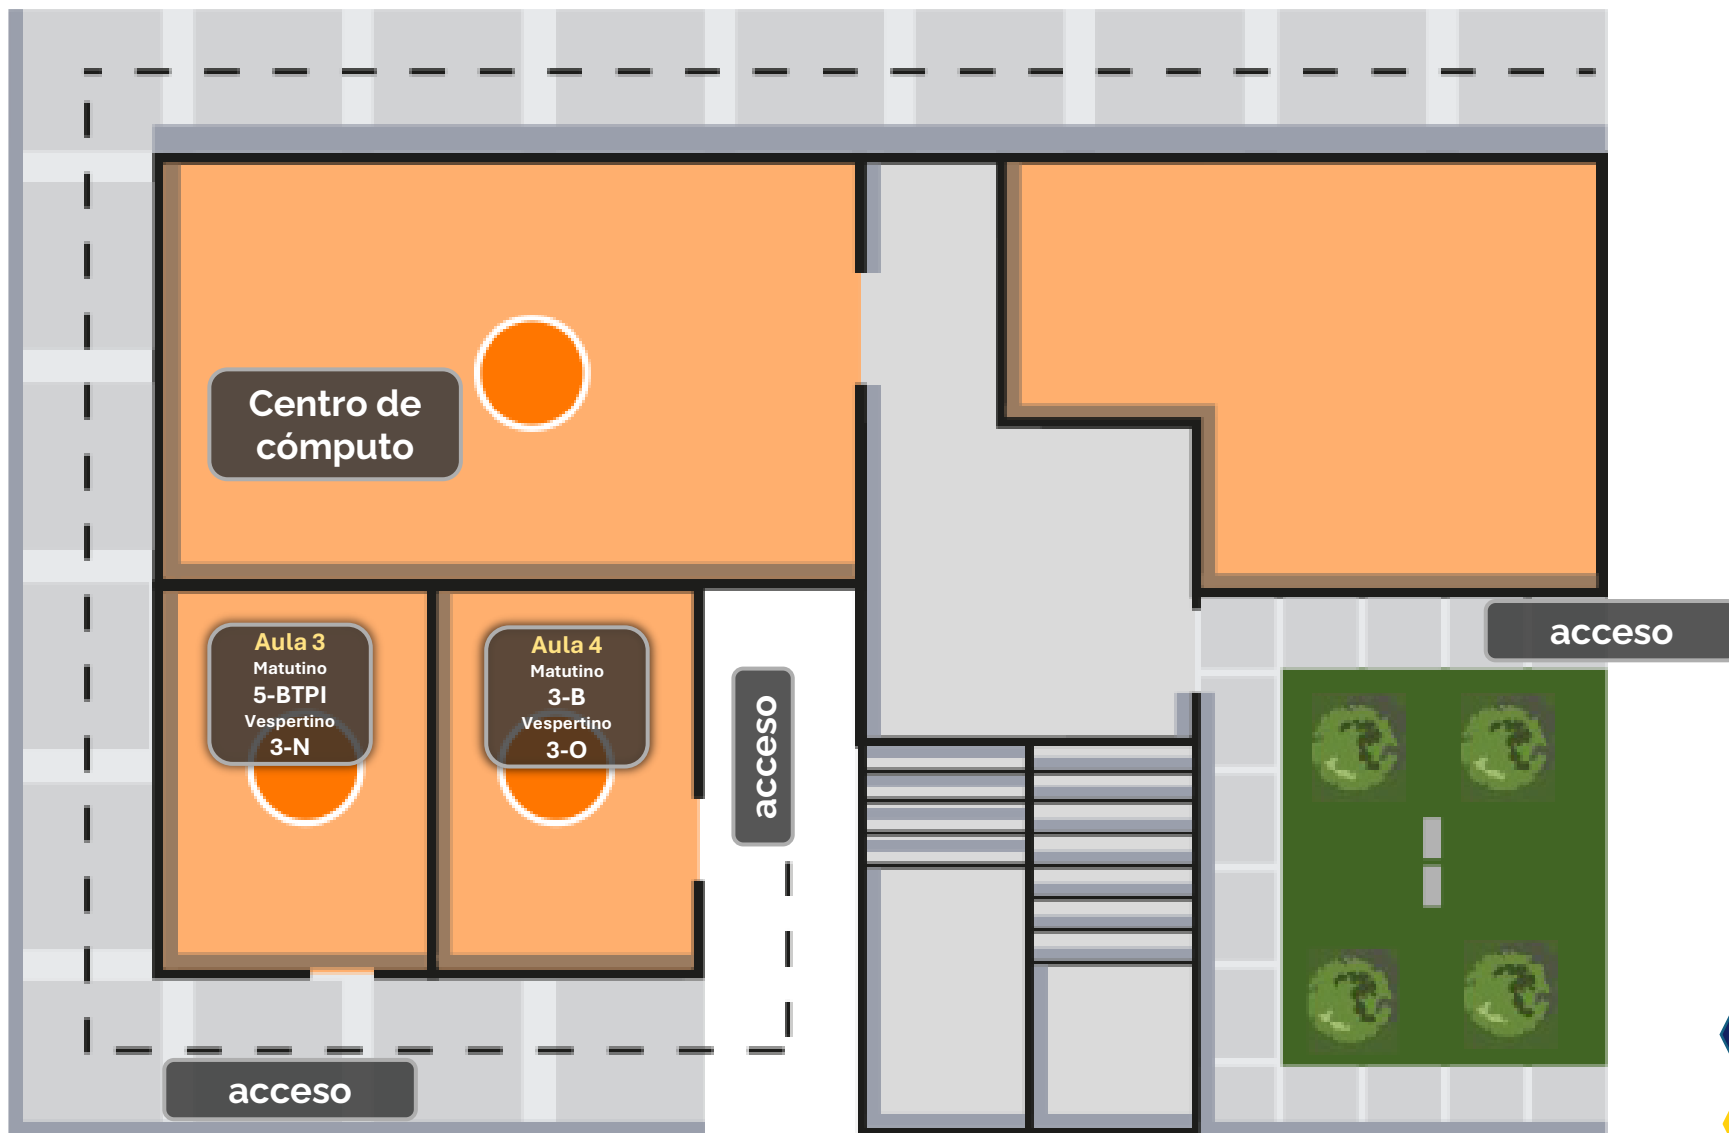 Centro de
cómputo
Aula 3
Matutino
5-BTPI
Vespertino
3-N
Aula 4
Matutino
3-B
Vespertino
3-O
acceso
acceso
acceso